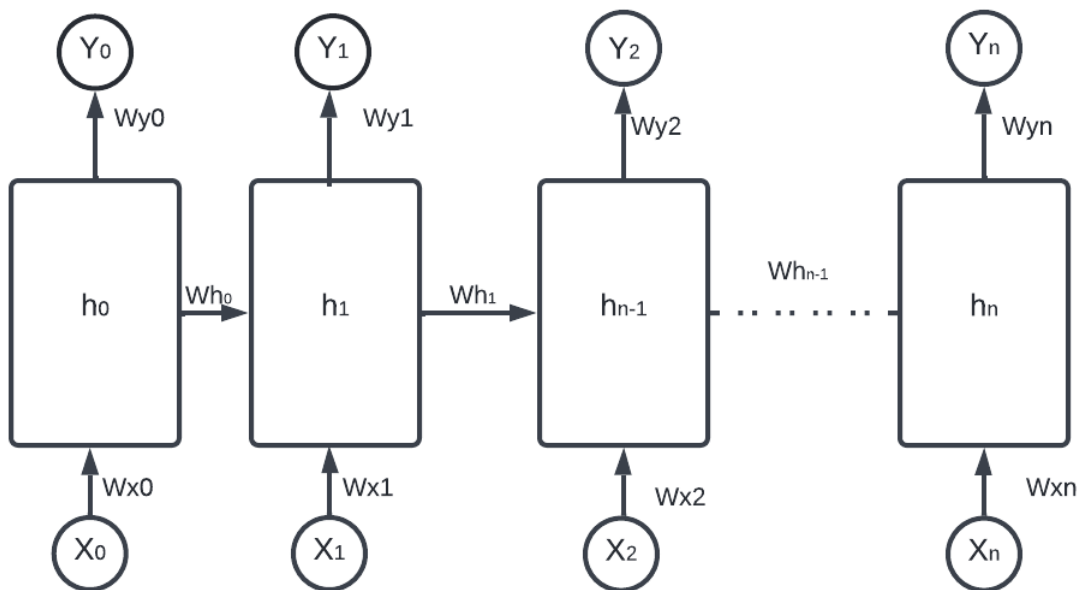 Y₀
Y₁
Y₂
Yₙ
Wy0
Wy1
Wy2
Wyn
Whₙ₋₁
Wh₀
Wh₁
h₀
h₁
hₙ₋₁
hₙ
Wx0
Wx1
Wx2
Wxn
X₀
X₁
X₂
Xₙ